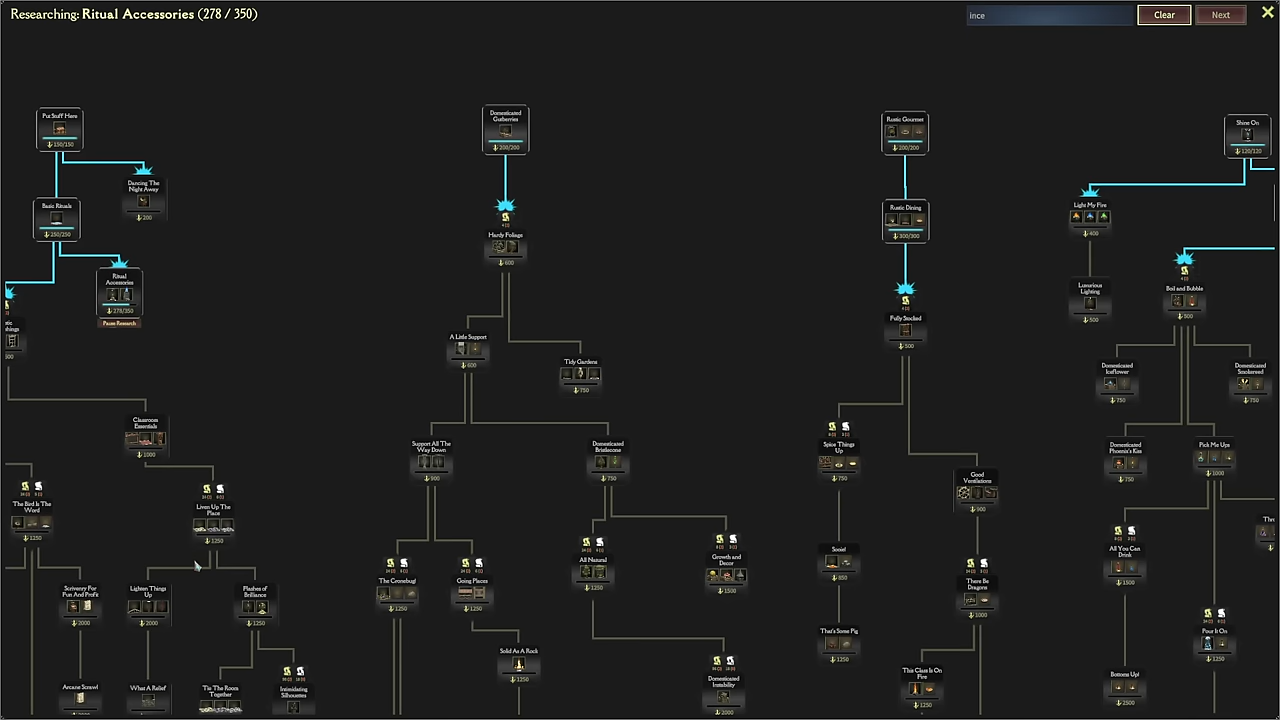 Researching: Ritual Accessories (278 / 350)
ince
Clear
Next
Put Stuff Here
150/150
Dancing The
Night Away
200
Basic Rituals
250/250
Ritual
Accessories
278/350
Pause Research
Classroom
Essentials
1000
The Bird Is The
Word
1250
Liven Up The
Place
1250
Scrivenry For
Fun And Profit
2000
Lighten Things
Up
2000
Flashes of
Brilliance
1250
Arcane Scrawl
What A Relief
Tie The Room
Together
Intimidating
Silhouettes
Domesticated
Gutberries
200/200
Hardy Foliage
600
A Little Support
600
Tidy Gardens
750
Support All The
Way Down
900
Domesticated
Bristlecone
750
The Cronebug!
1250
Going Places
1250
All Natural
1250
Growth and
Decor
1500
Solid As A Rock
1250
Domesticated
Instability
2000
Rustic Gourmet
200/200
Rustic Dining
300/300
Fully Stocked
500
Spice Things
Up
750
Good
Ventilations
900
Sooie!
850
There Be
Dragons
1000
That's Some Pig
1250
This Class Is On
Fire
1250
Shine On
120/120
Light My Fire
400
Luxurious
Lighting
500
Boil and Bubble
500
Domesticated
Iceflower
750
Domesticated
Smokereed
750
Domesticated
Phoenix's Kiss
750
Pick Me Ups
1000
All You Can
Drink
1500
Pour It On
1250
Bottoms Up!
2500